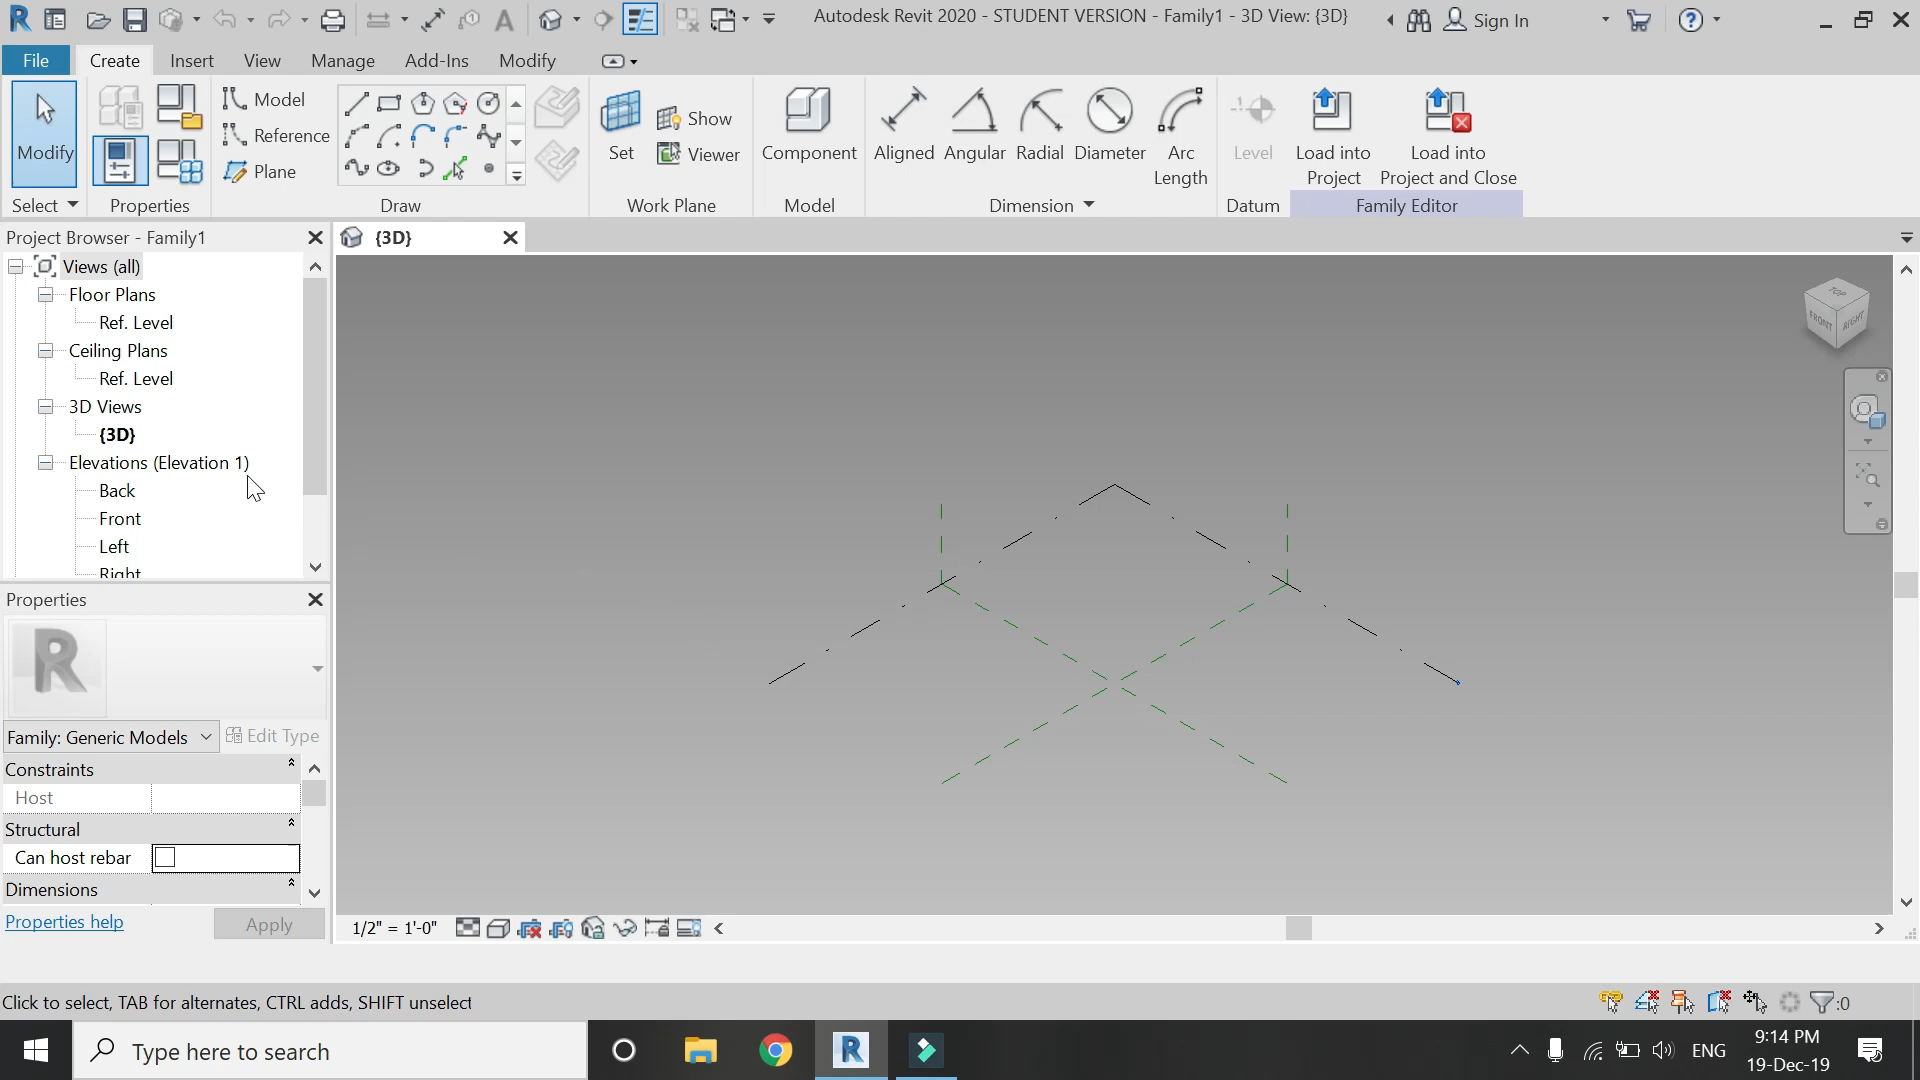 Autodesk Revit 2020 - STUDENT VERSION - Family1 - 3D View: {3D}
Sign In
File
Create
Insert
View
Manage
Add-Ins
Modify
Modify
Select
Properties
Model
Reference
Plane
Draw
Set
Show
Viewer
Work Plane
Component
Model
Aligned
Angular
Radial
Diameter
Arc
Length
Dimension
Level
Datum
Load into
Project
Load into
Project and Close
Family Editor
Project Browser - Family1
{3D}
Views (all)
Floor Plans
Ref. Level
Ceiling Plans
Ref. Level
3D Views
{3D}
Elevations (Elevation 1)
Back
Front
Left
Right
TOP
FRONT
RIGHT
Properties
Family: Generic Models
Edit Type
Constraints
Host
Structural
Can host rebar
Dimensions
Properties help
Apply
1/2" = 1'-0"
Click to select, TAB for alternates, CTRL adds, SHIFT unselect
:0
Type here to search
ENG
9:14 PM
19-Dec-19